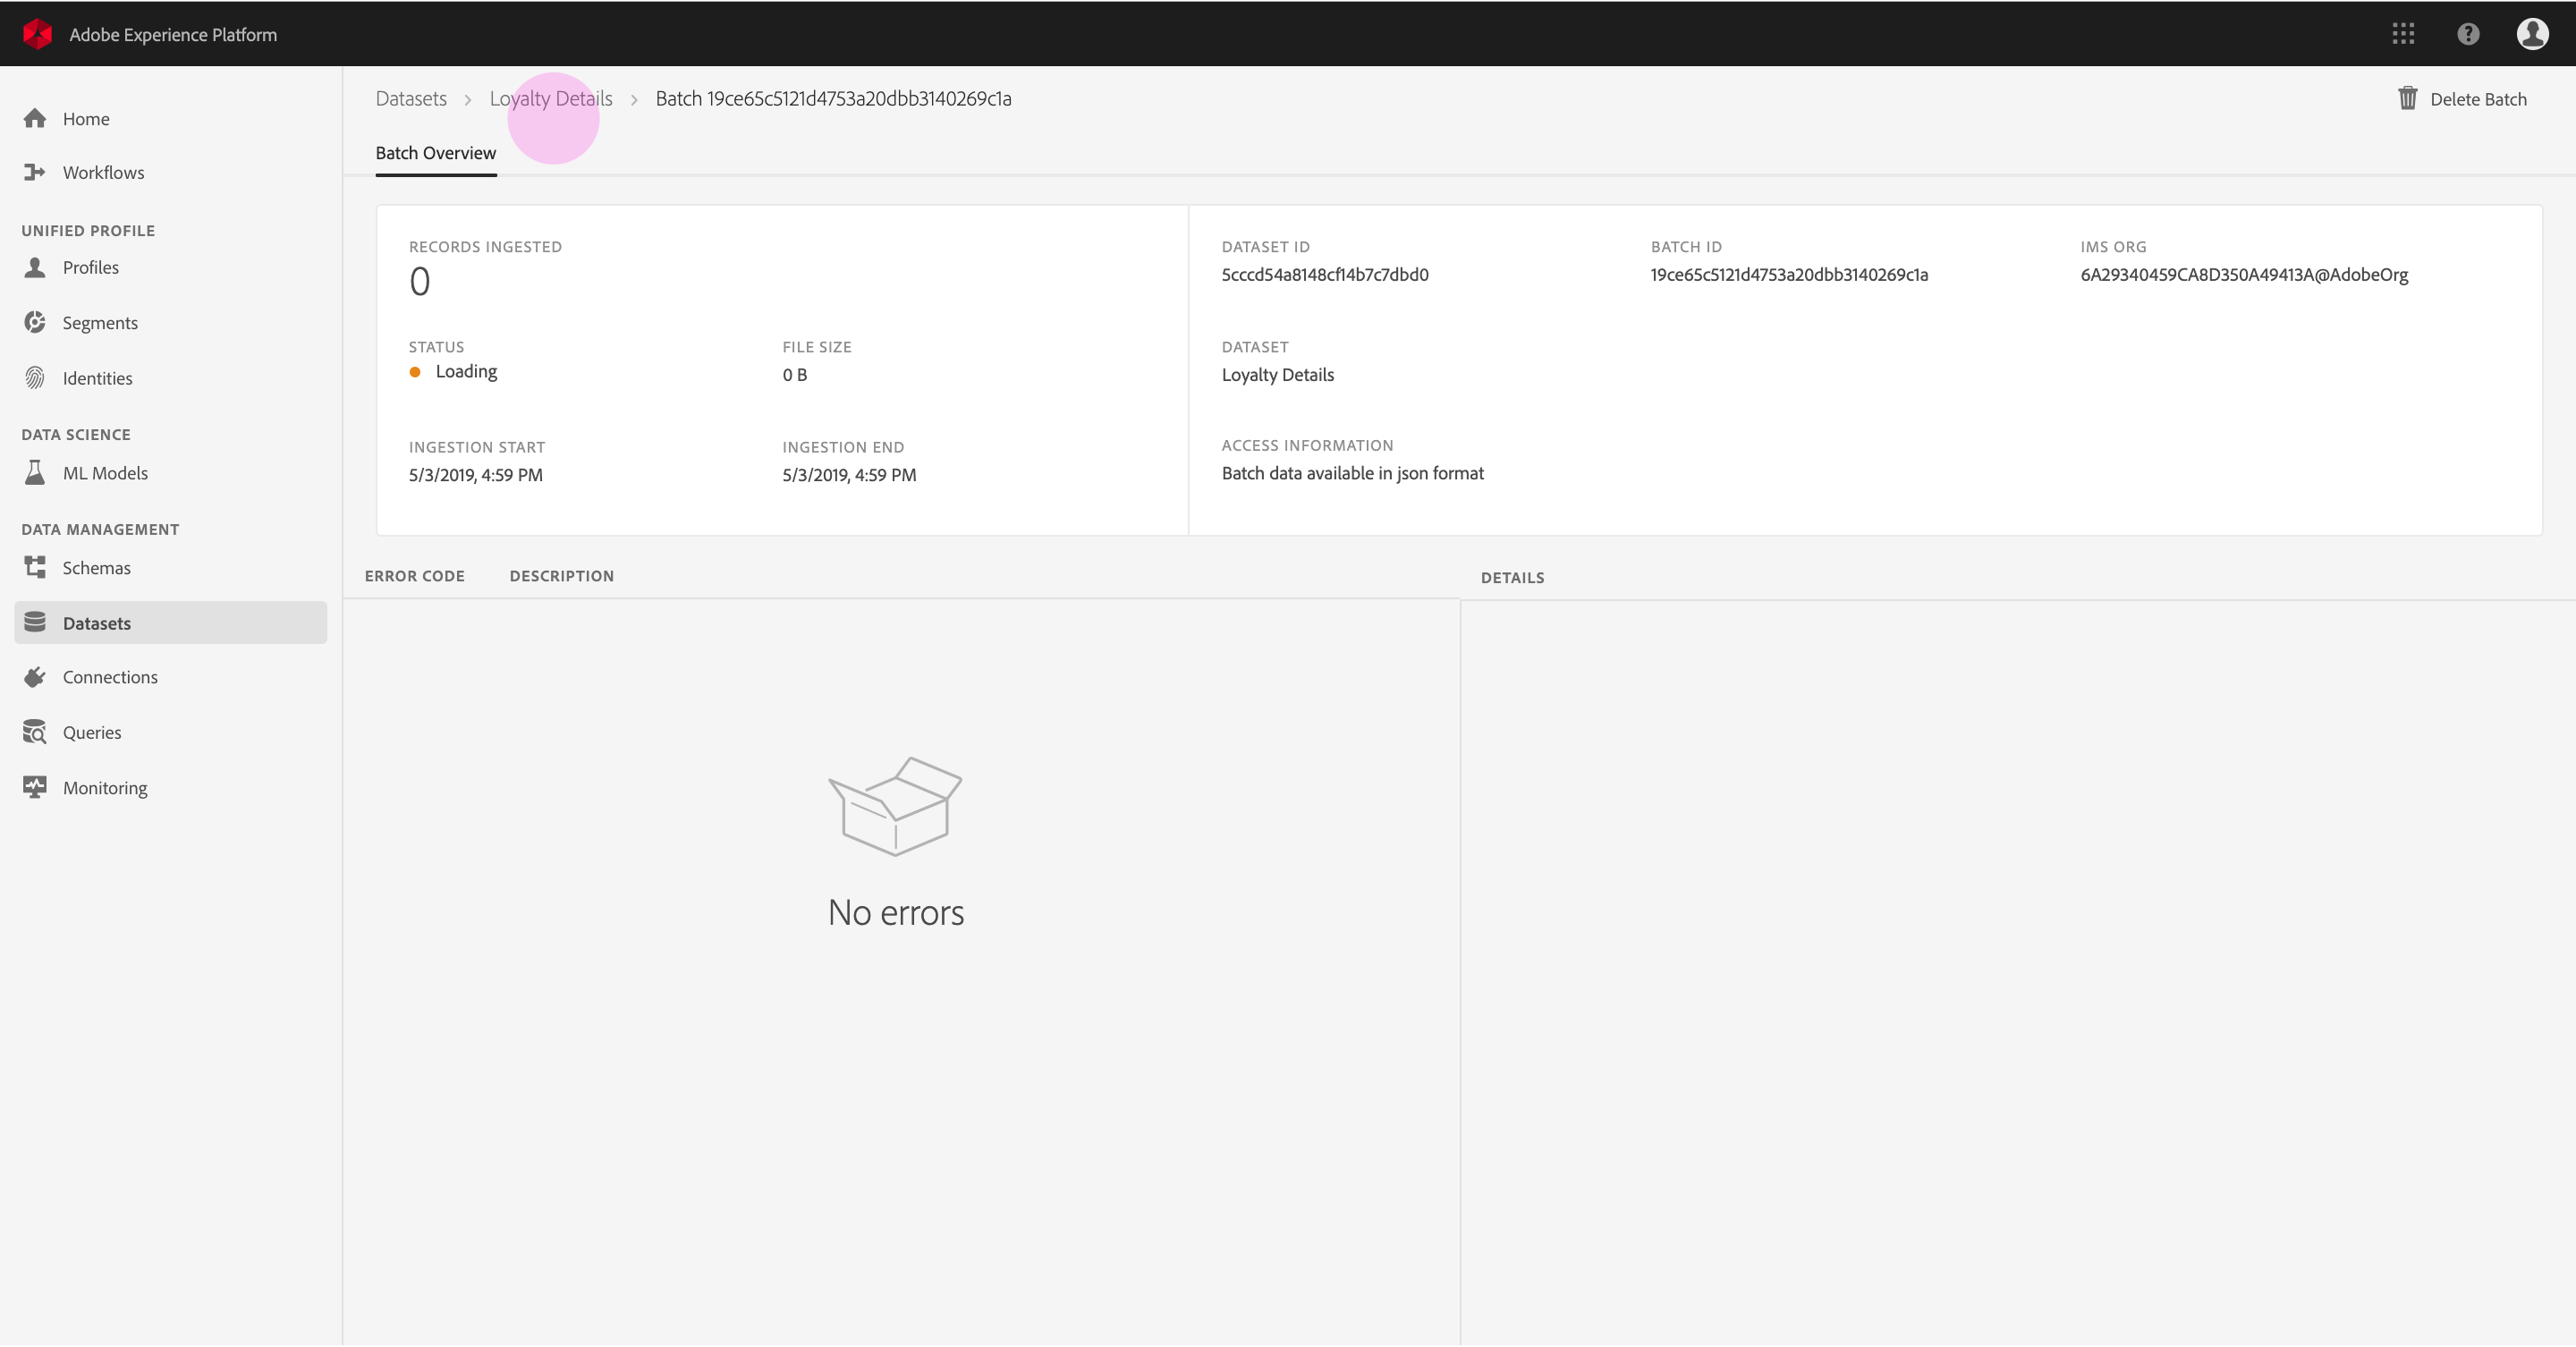 Adobe Experience Platform
Datasets > Loyalty Details > Batch 19ce65c5121d4753a20dbb3140269c1a
Delete Batch
Home
Workflows
UNIFIED PROFILE
Profiles
Segments
Identities
DATA SCIENCE
ML Models
DATA MANAGEMENT
Schemas
Datasets
Connections
Queries
Monitoring
Batch Overview
RECORDS INGESTED
0
STATUS
Loading
FILE SIZE
0 B
INGESTION START
5/3/2019, 4:59 PM
INGESTION END
5/3/2019, 4:59 PM
DATASET ID
5cccd54a8148cf14b7c7dbd0
BATCH ID
19ce65c5121d4753a20dbb3140269c1a
IMS ORG
6A29340459CA8D350A49413A@AdobeOrg
DATASET
Loyalty Details
ACCESS INFORMATION
Batch data available in json format
ERROR CODE
DESCRIPTION
DETAILS
No errors